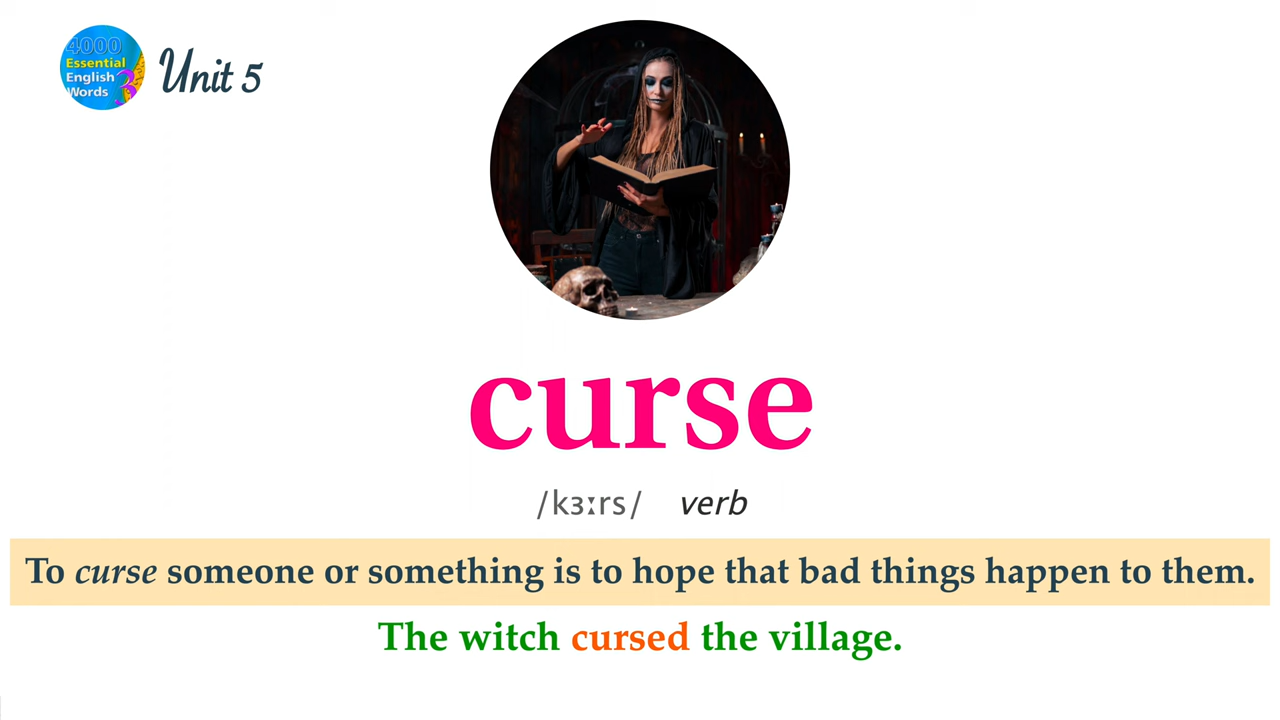 4000
Essential
English
Words 3
Unit 5
curse
/kɜːrs/ verb
To curse someone or something is to hope that bad things happen to them.
The witch cursed the village.